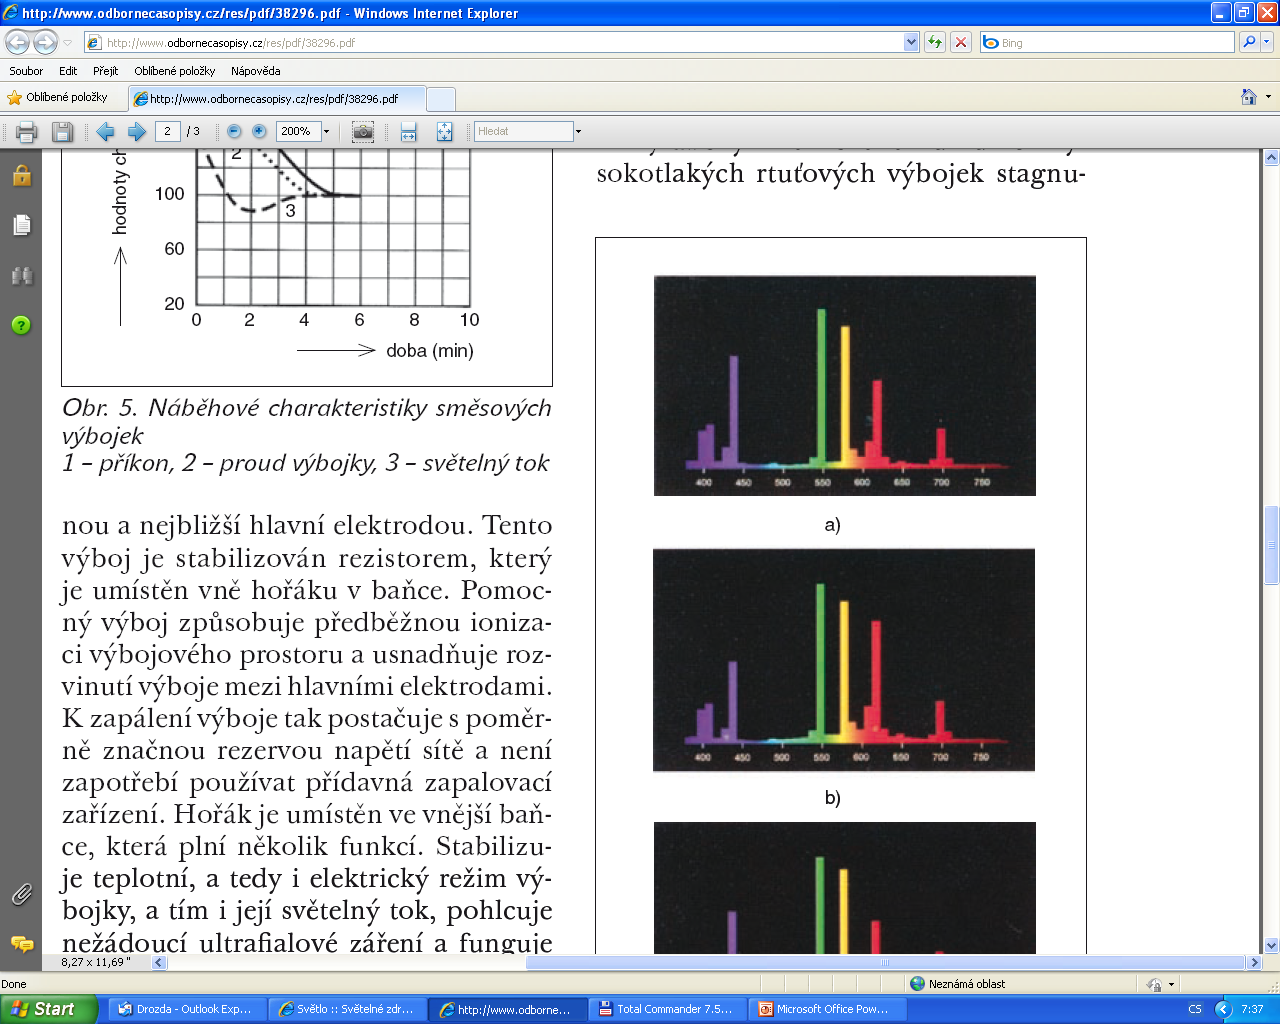 http://www.odbornecasopisy.cz/res/pdf/38296.pdf - Windows Internet Explorer
http://www.odbornecasopisy.cz/res/pdf/38296.pdf
Bing
Soubor Edit Přejít Oblíbené položky Nápověda
Oblíbené položky
http://www.odbornecasopisy.cz/res/pdf/38296.pdf
2 / 3 200% Hledat
hodnoty ch
2
3
100
60
20
0 2 4 6 8 10
doba (min)
Obr. 5. Náběhové charakteristiky směsových
výbojek
1 – příkon, 2 – proud výbojky, 3 – světelný tok
nou a nejbližší hlavní elektrodou. Tento
výboj je stabilizován rezistorem, který
je umístěn vně hořáku v baňce. Pomoc-
ný výboj způsobuje předběžnou ioniza-
ci výbojového prostoru a usnadňuje roz-
vinutí výboje mezi hlavními elektrodami.
K zapálení výboje tak postačuje s poměr-
ně značnou rezervou napětí sítě a není
zapotřebí používat přídavná zapalovací
zařízení. Hořák je umístěn ve vnější baň-
ce, která plní několik funkcí. Stabilizu-
je teplotní, a tedy i elektrický režim vý-
bojky, a tím i její světelný tok, pohlcuje
nežádoucí ultrafialové záření a funguje
sokotlakých rtuťových výbojek stagnu-
400 450 500 550 600 650 700 750
a)
400 450 500 550 600 650 700 750
b)
8,27 x 11,69 "
Done
Neznámá oblast
Start
Drozda - Outlook Exp...
Světlo :: Světelné zdr...
http://www.odborne...
Total Commander 7.5...
Microsoft Office Pow...
CS
7:37